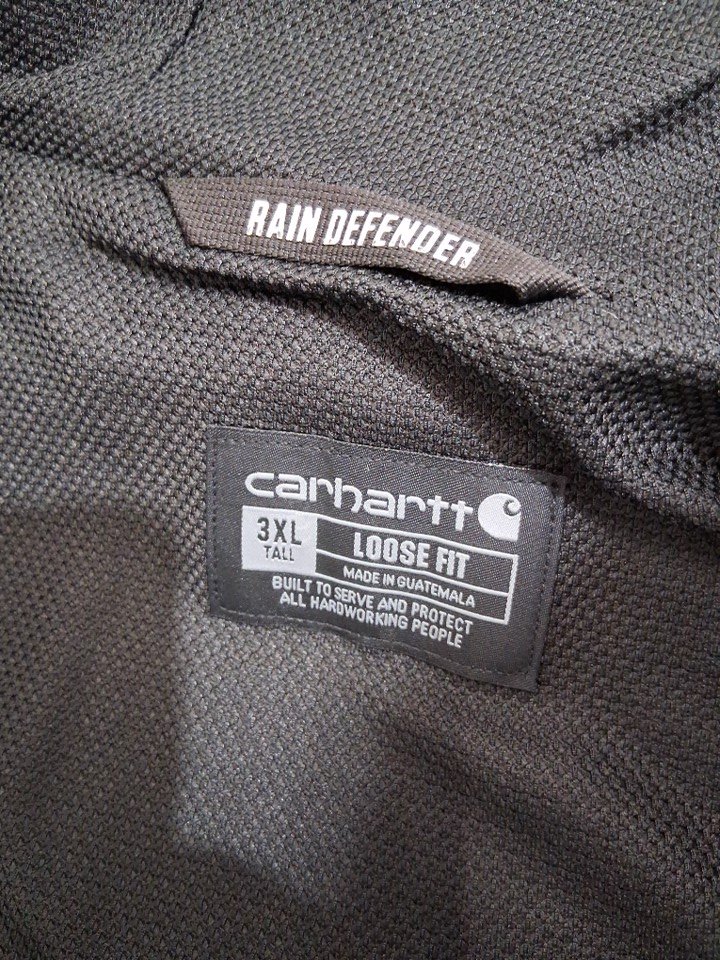 RAIN DEFENDER
carhartt
3XL
TALL
LOOSE FIT
MADE IN GUATEMALA
BUILT TO SERVE AND PROTECT
ALL HARDWORKING PEOPLE